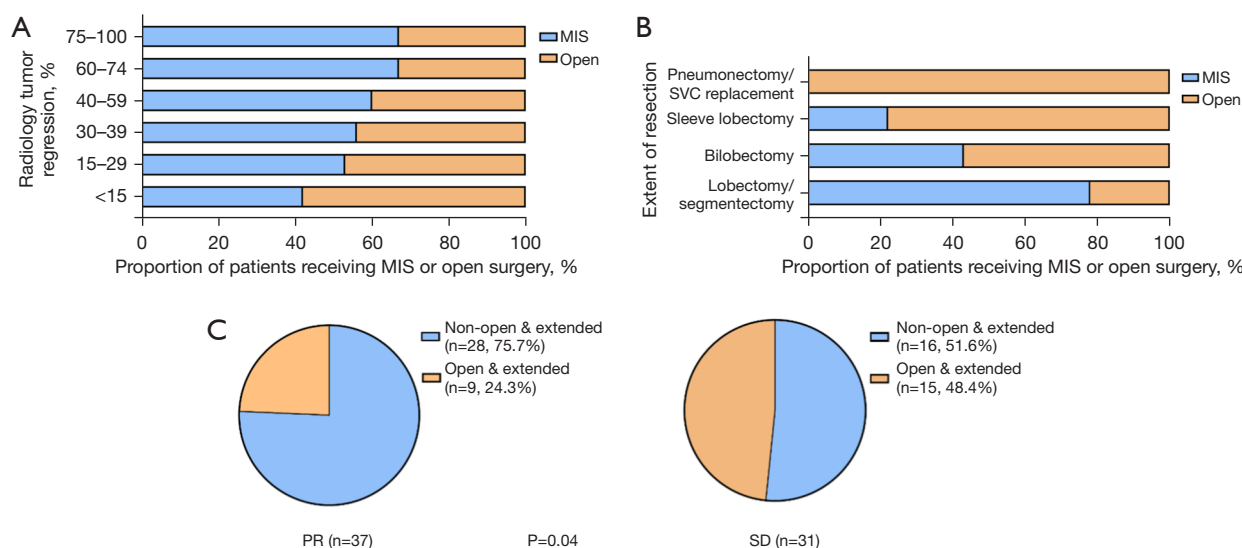 A
Radiology tumor
regression, %
75–100
60–74
40–59
30–39
15–29
<15
0 20 40 60 80 100
Proportion of patients receiving MIS or open surgery, %
MIS
Open
B
Extent of resection
Pneumonectomy/
SVC replacement
Sleeve lobectomy
Bilobectomy
Lobectomy/
segmentectomy
0 20 40 60 80 100
Proportion of patients receiving MIS or open surgery, %
MIS
Open
C
Non-open & extended
(n=28, 75.7%)
Open & extended
(n=9, 24.3%)
Non-open & extended
(n=16, 51.6%)
Open & extended
(n=15, 48.4%)
PR (n=37) P=0.04 SD (n=31)